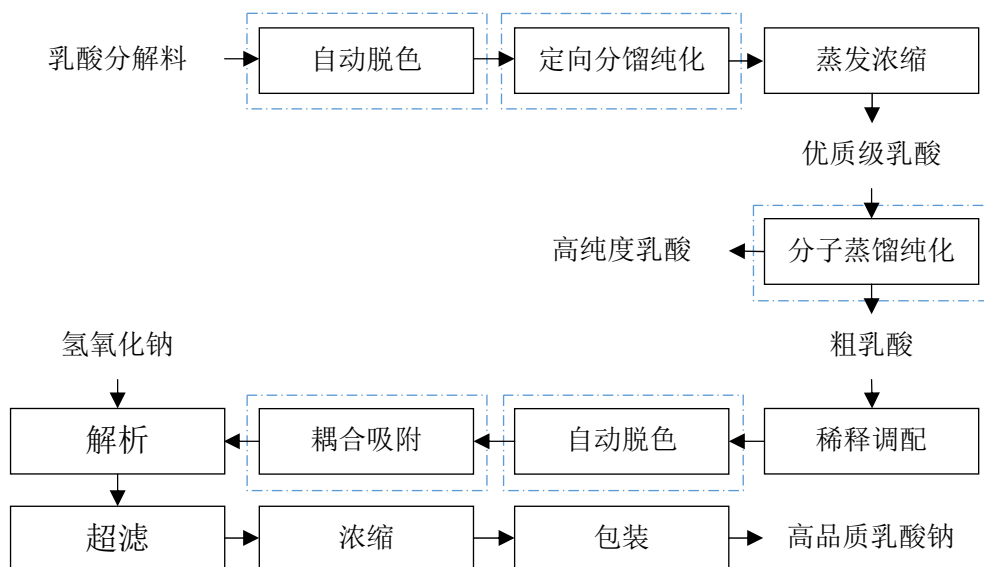 乳酸分解料
自动脱色
定向分馏纯化
蒸发浓缩
优质级乳酸
高纯度乳酸
分子蒸馏纯化
氢氧化钠
粗乳酸
解析
耦合吸附
自动脱色
稀释调配
超滤
浓缩
包装
高品质乳酸钠